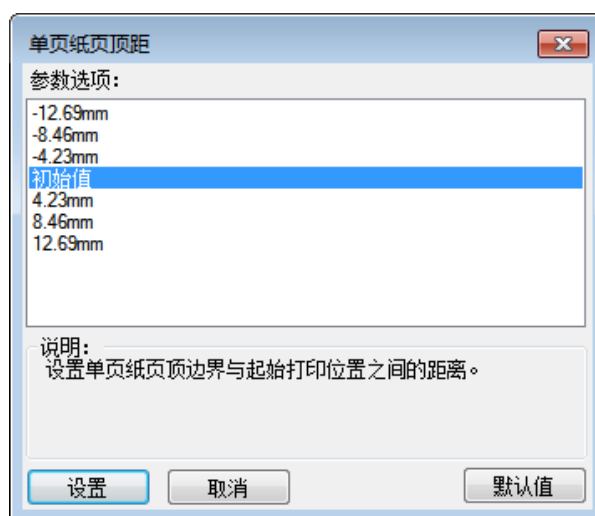 单页纸页顶距
参数选项：
-12.69mm
-8.46mm
-4.23mm
初始值
4.23mm
8.46mm
12.69mm
说明：
设置单页纸页顶边界与起始打印位置之间的距离。
设置
取消
默认值